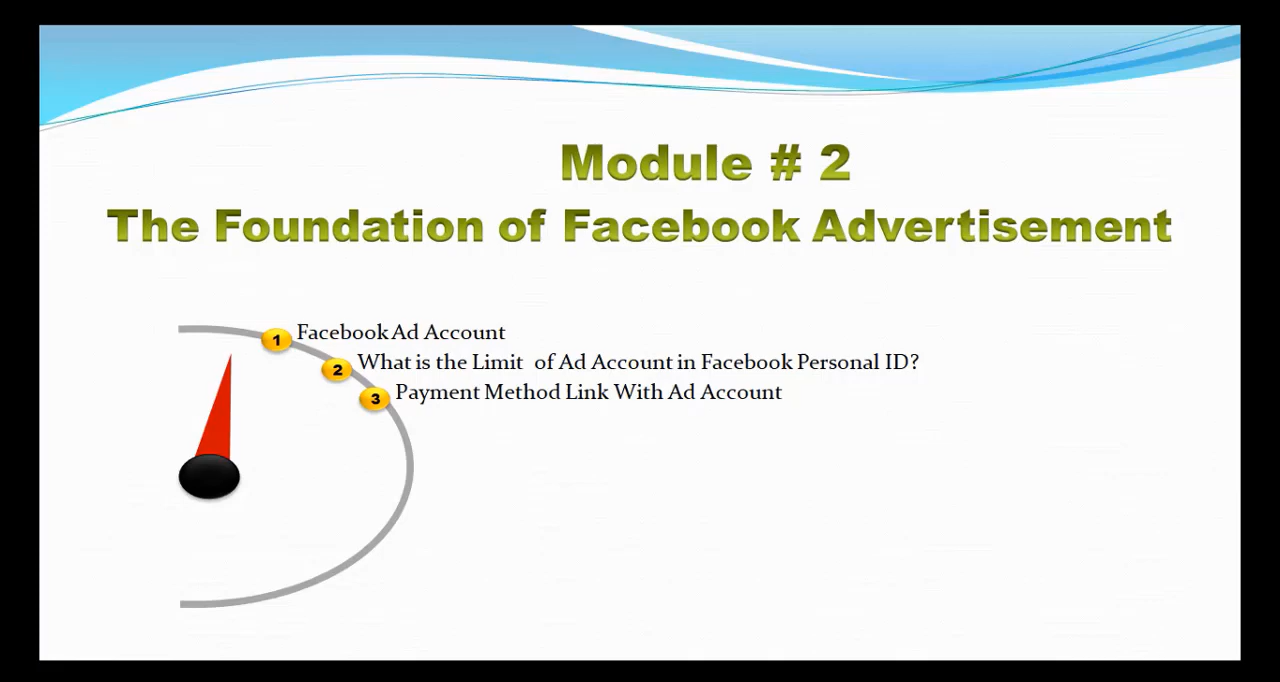 Module # 2
The Foundation of Facebook Advertisement
1 Facebook Ad Account
2 What is the Limit of Ad Account in Facebook Personal ID?
3 Payment Method Link With Ad Account